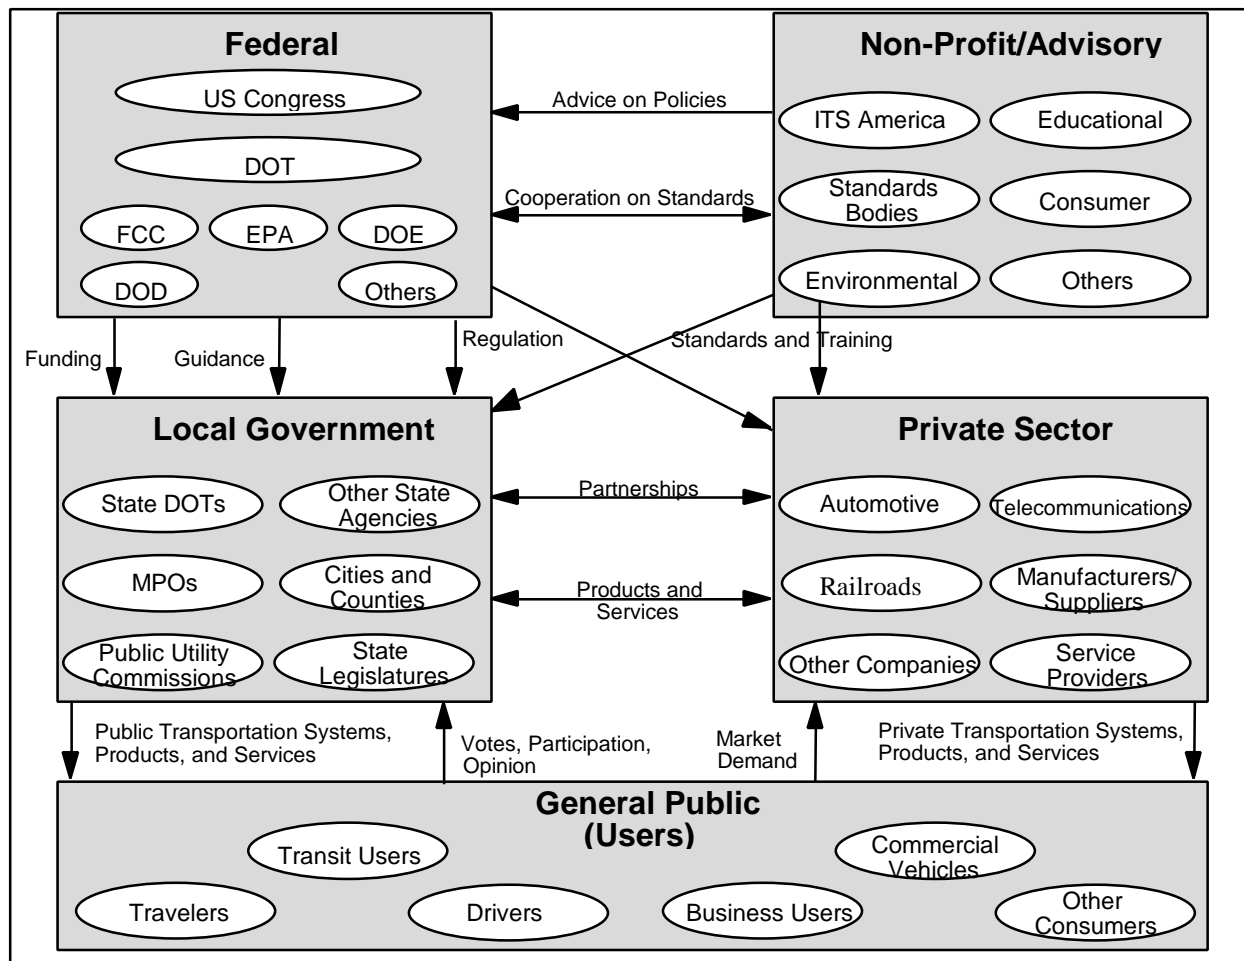 Federal
US Congress
DOT
FCC
EPA
DOE
DOD
Others
Advice on Policies
Cooperation on Standards
Non-Profit/Advisory
ITS America
Educational
Standards
Bodies
Consumer
Environmental
Others
Funding
Guidance
Regulation
Standards and Training
Local Government
State DOTs
Other State
Agencies
MPOs
Cities and
Counties
Public Utility
Commissions
State
Legislatures
Partnerships
Products and
Services
Private Sector
Automotive
Telecommunications
Railroads
Manufacturers/
Suppliers
Other Companies
Service
Providers
Public Transportation Systems,
Products, and Services
Votes, Participation,
Opinion
Market
Demand
Private Transportation Systems,
Products, and Services
General Public
(Users)
Transit Users
Commercial
Vehicles
Travelers
Drivers
Business Users
Other
Consumers